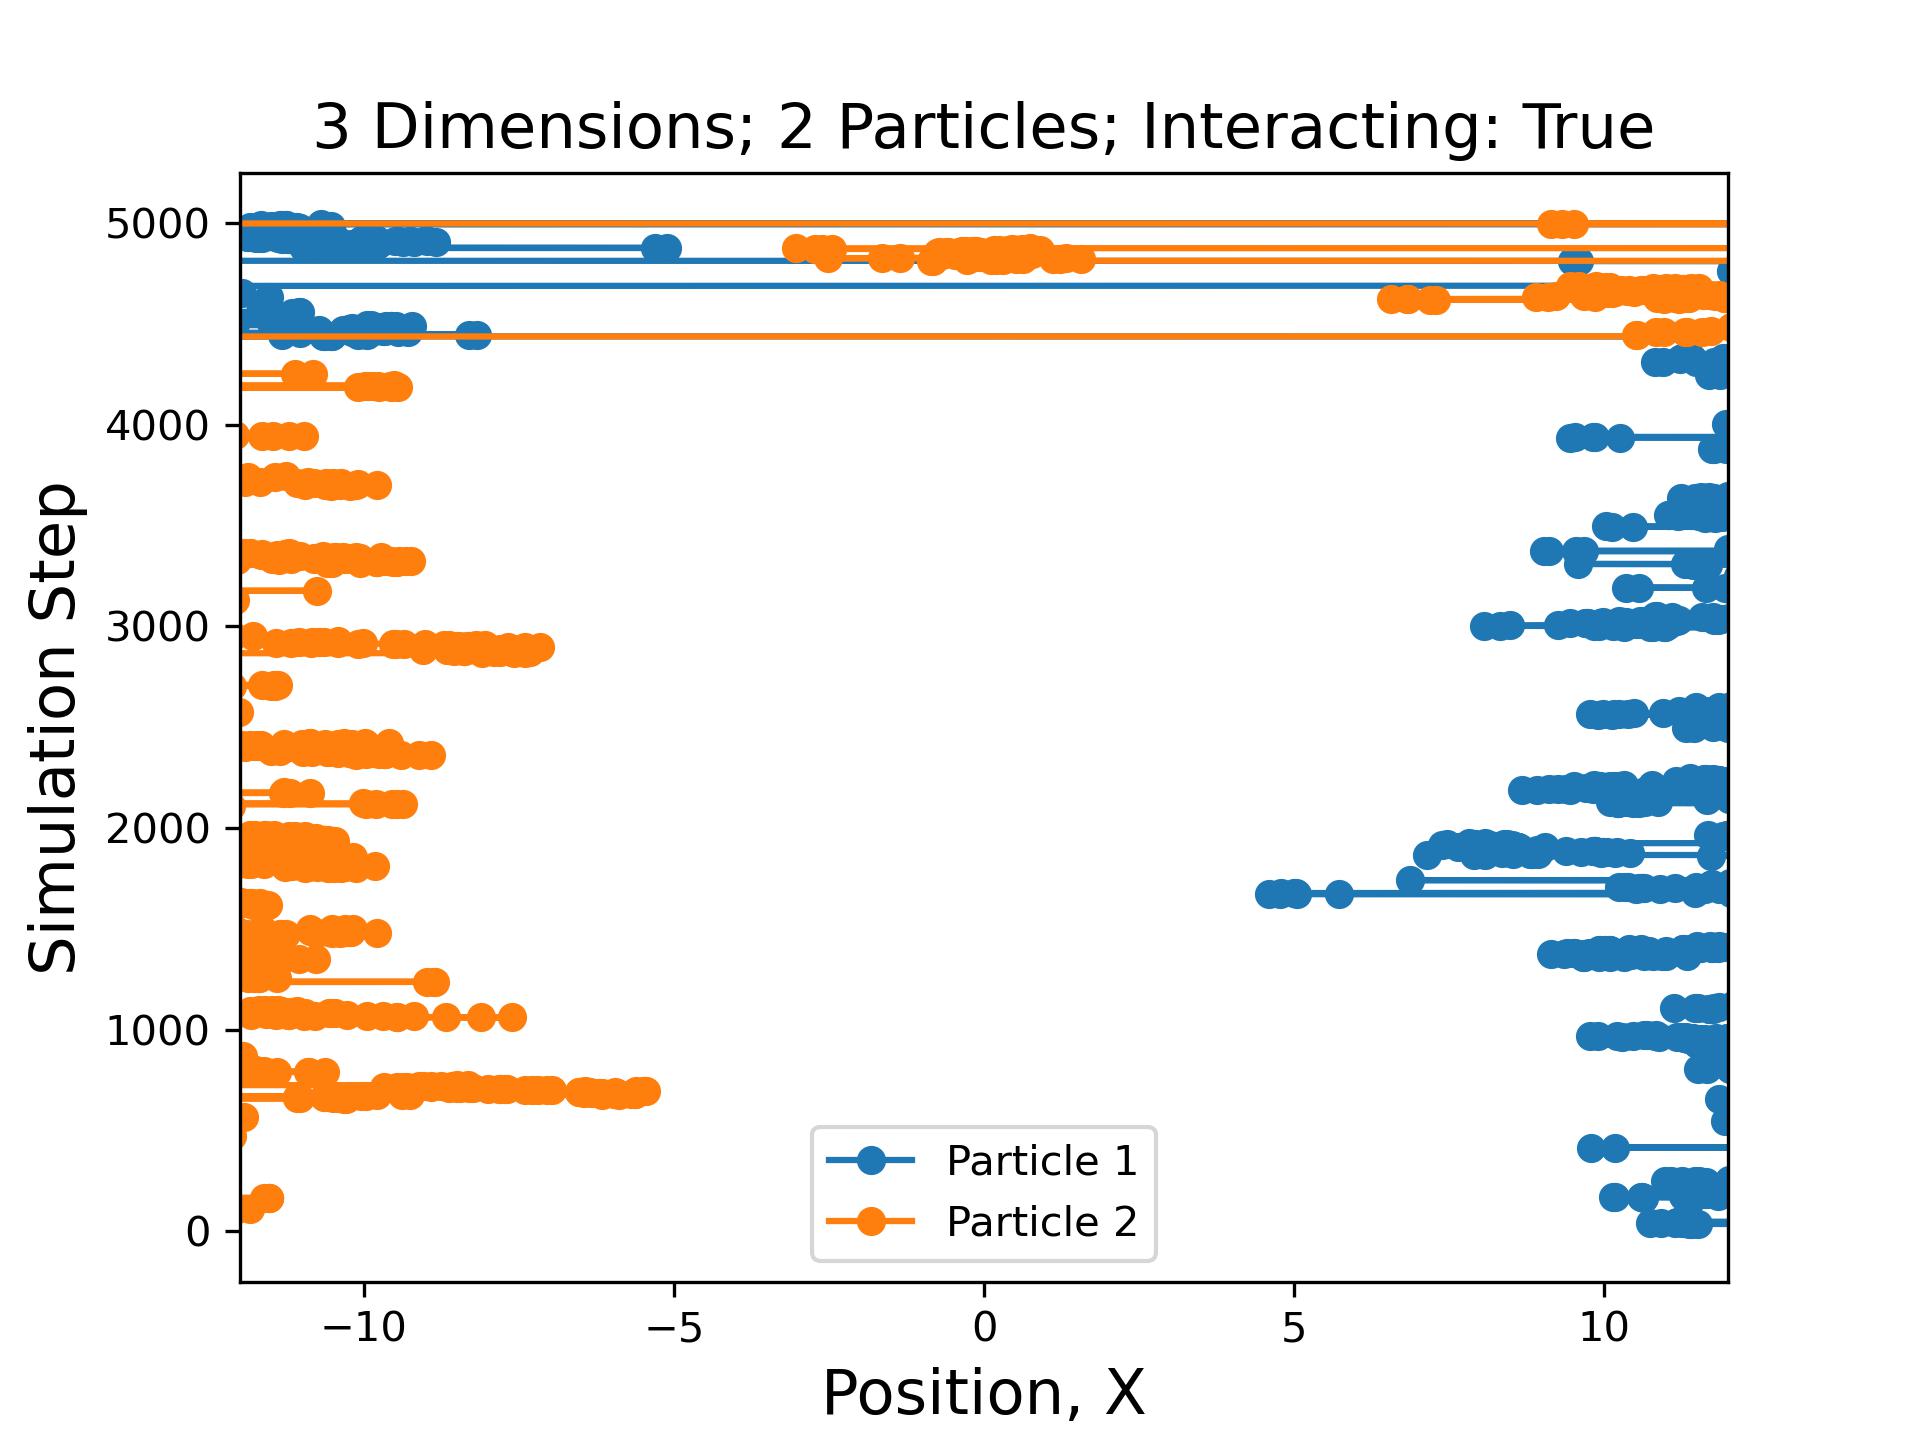 3 Dimensions; 2 Particles; Interacting: True
Simulation Step
5000
4000
3000
2000
1000
0
Particle 1
Particle 2
−10
−5
0
5
10
Position, X